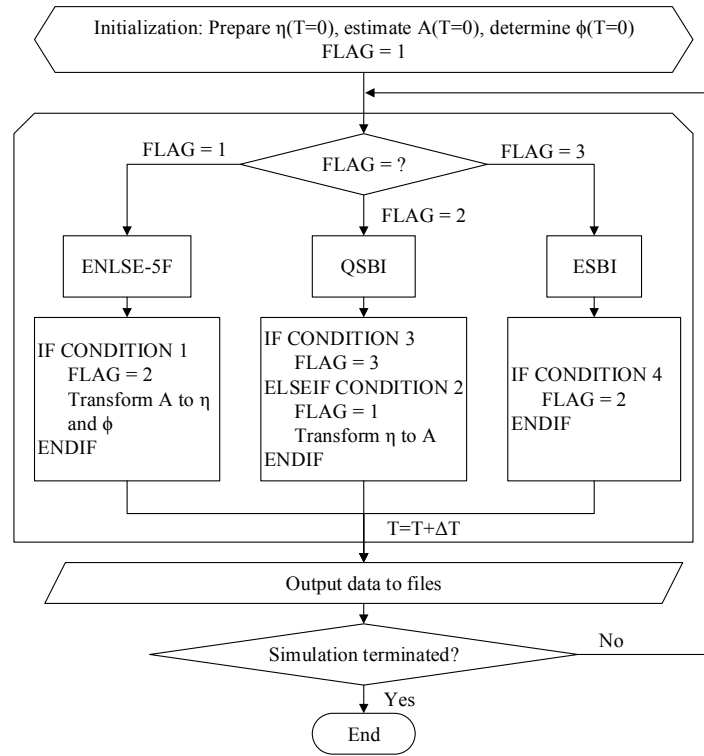 Initialization: Prepare η(T=0), estimate A(T=0), determine ϕ(T=0)
FLAG = 1
FLAG = 1
FLAG = ?
FLAG = 3
FLAG = 2
ENLSE-5F
QSBI
ESBI
IF CONDITION 1
FLAG = 2
Transform A to η
and ϕ
ENDIF
IF CONDITION 3
FLAG = 3
ELSEIF CONDITION 2
FLAG = 1
Transform η to A
ENDIF
IF CONDITION 4
FLAG = 2
ENDIF
T=T+ΔT
Output data to files
Simulation terminated?
No
Yes
End